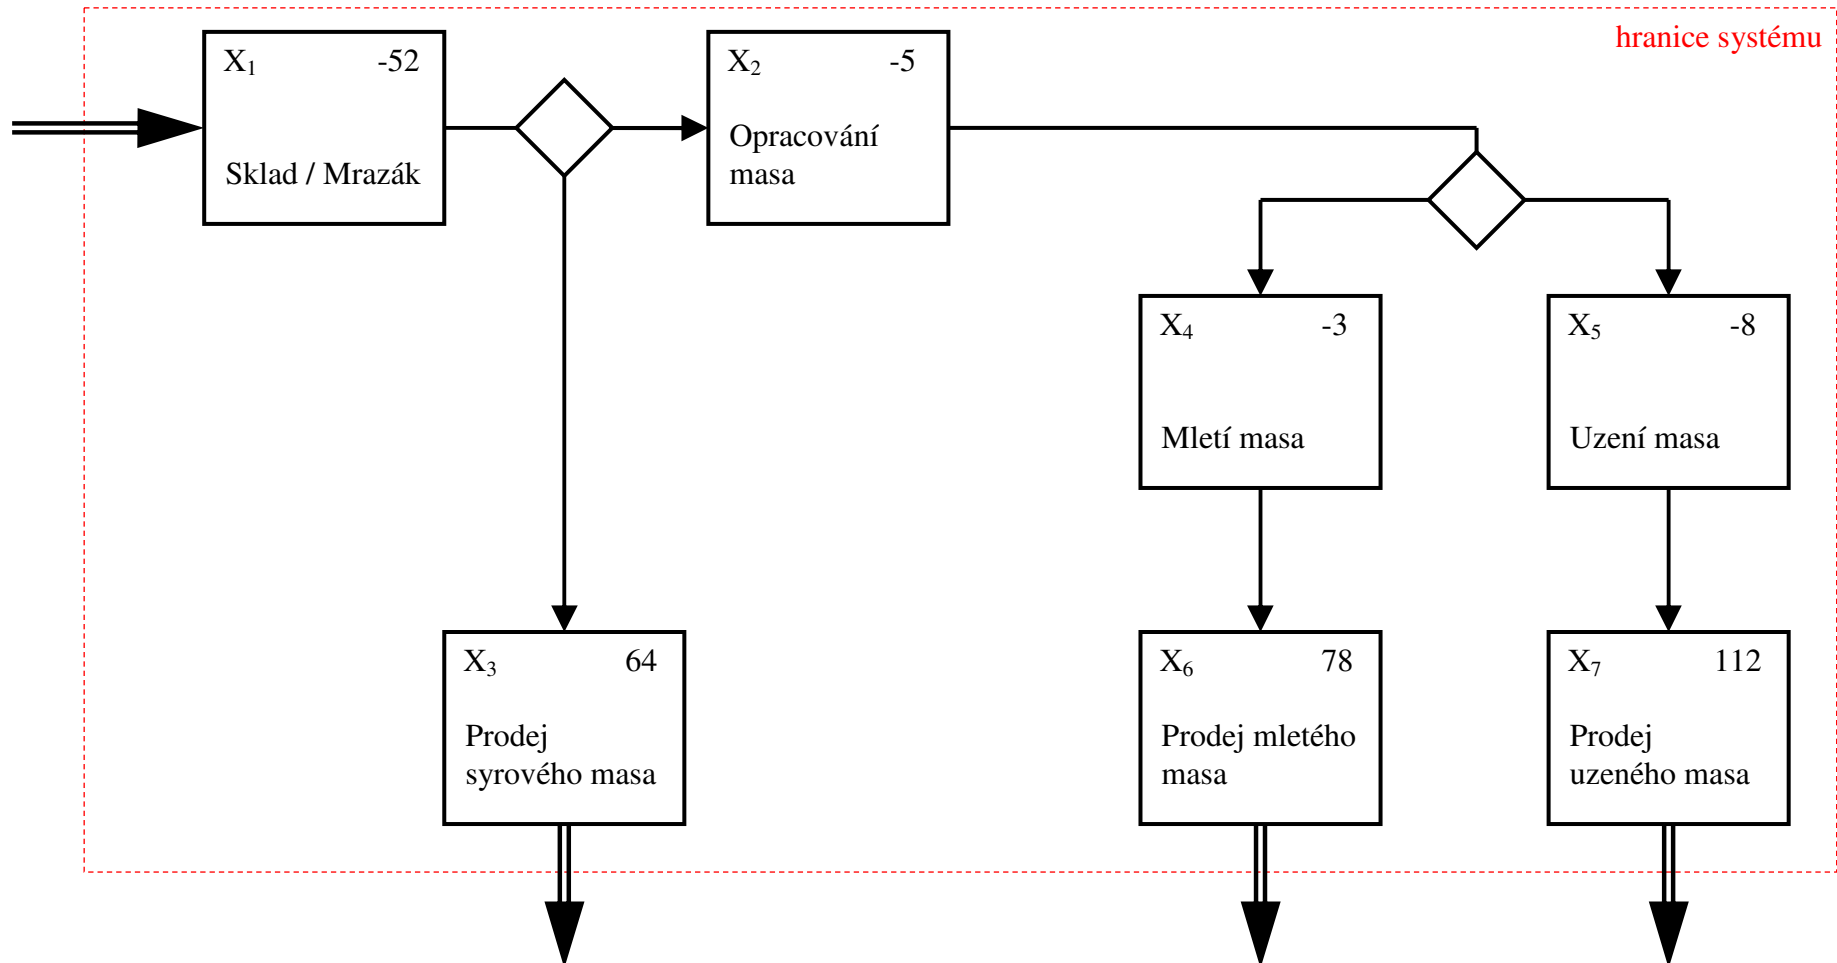 hranice systému
X₁ -52
Sklad / Mrazák
X₂ -5
Opracování
masa
X₄ -3
Mletí masa
X₅ -8
Uzení masa
X₃ 64
Prodej
syrového masa
X₆ 78
Prodej mletého
masa
X₇ 112
Prodej
uzeného masa